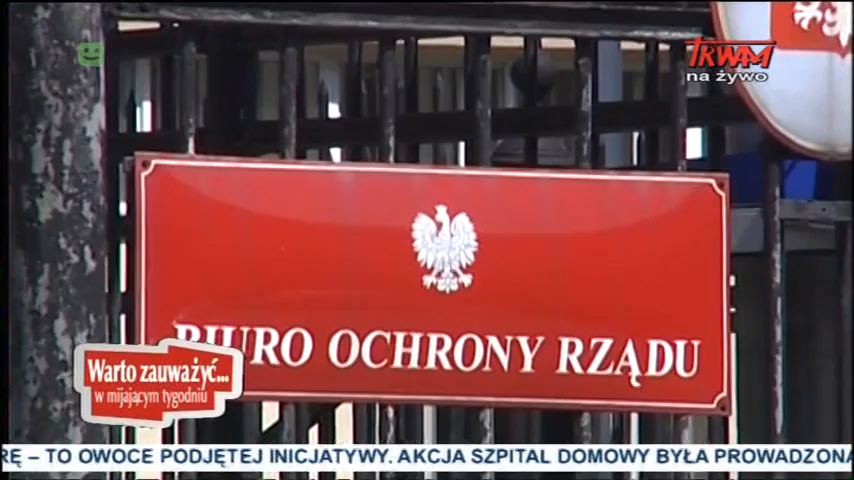 TRWAM
na żywo
BIURO OCHRONY RZĄDU
Warto zauważyć...
w mijającym tygodniu
RĘ – TO OWOCE PODJĘTEJ INICJATYWY. AKCJA SZPITAL DOMOWY BYŁA PROWADZONA